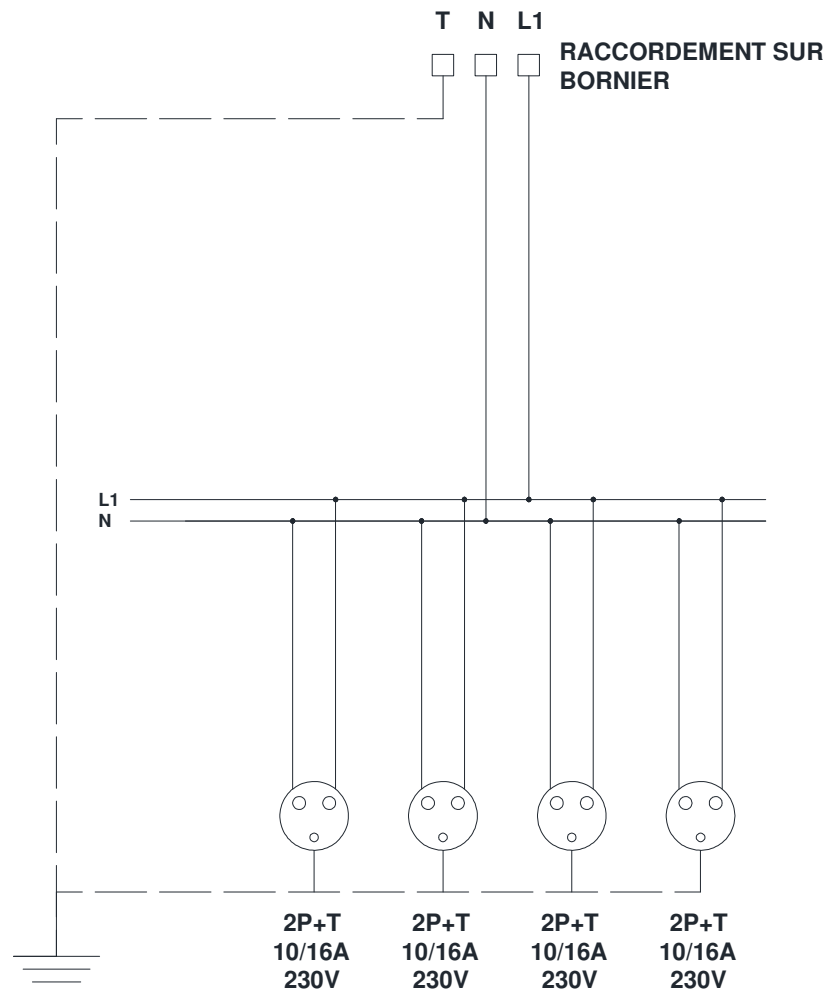 T N L1
RACCORDEMENT SUR
BORNIER
L1
N
2P+T 2P+T 2P+T 2P+T
10/16A 10/16A 10/16A 10/16A
230V 230V 230V 230V